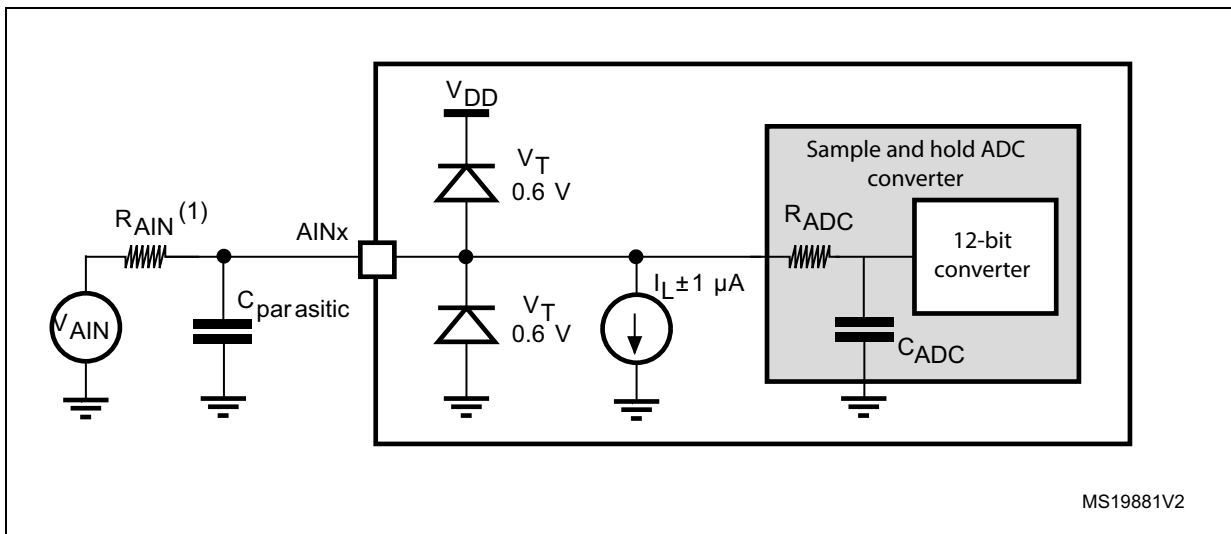 V_DD
V_T
0.6 V
Sample and hold ADC
converter
R_AIN (1)
AINx
R_ADC
12-bit
converter
V_AIN
C_parasitic
V_T
0.6 V
I_L±1 µA
C_ADC
MS19881V2